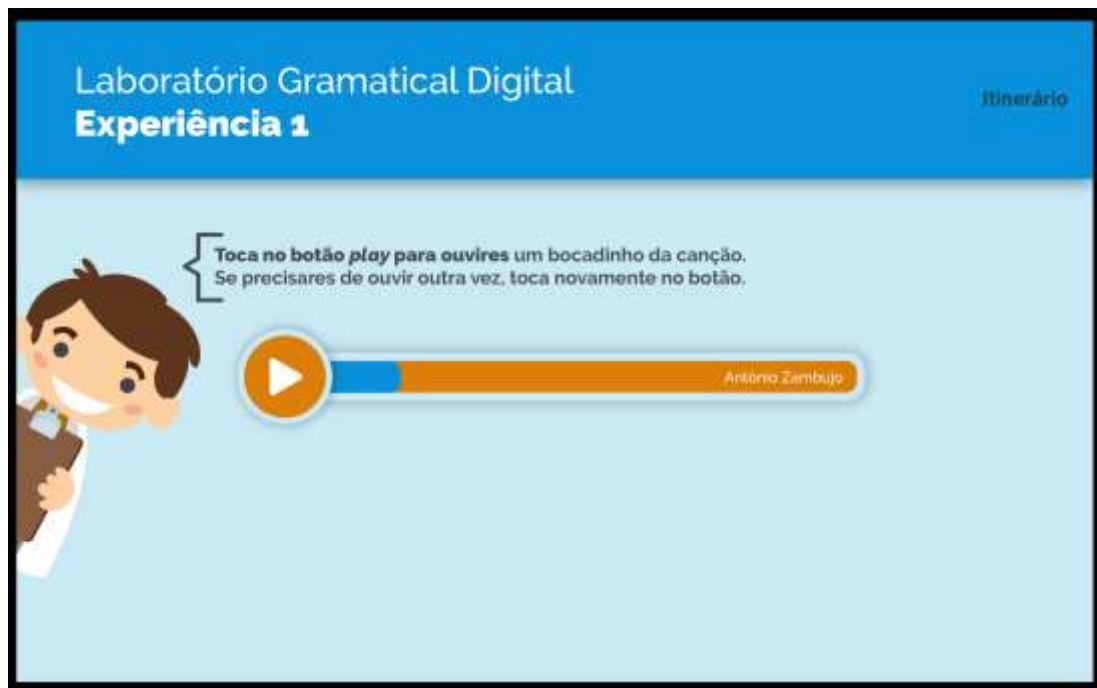 Laboratório Gramatical Digital
Experiência 1
Itinerário
Toca no botão play para ouvires um bocadinho da canção.
Se precisares de ouvir outra vez, toca novamente no botão.
António Zambujo